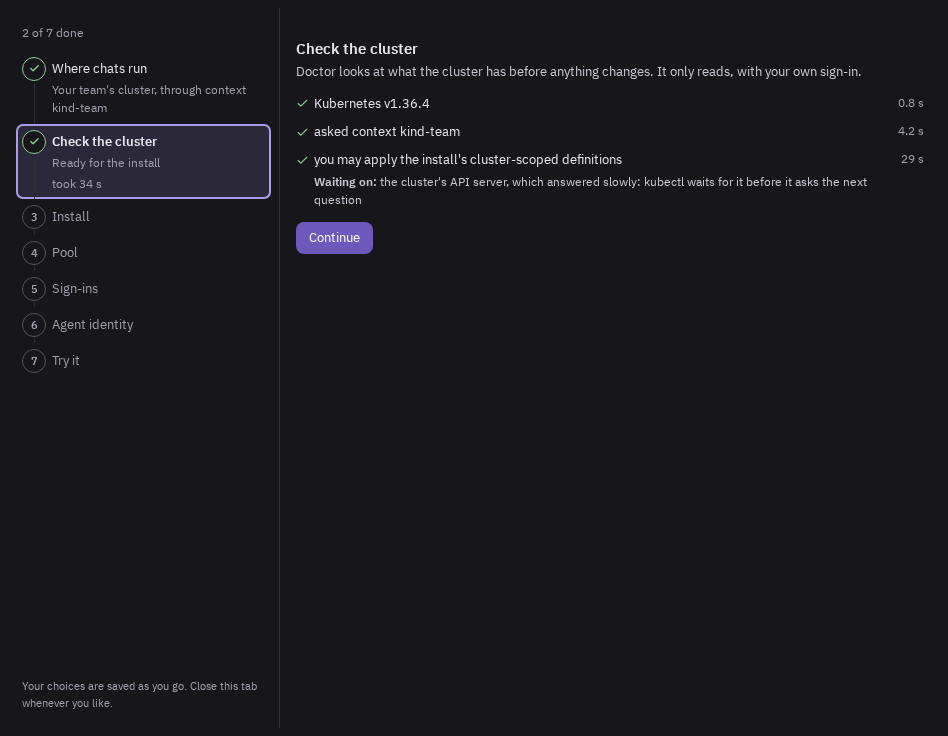 2 of 7 done
Where chats run
Your team's cluster, through context
kind-team
Check the cluster
Ready for the install
took 34 s
3 Install
4 Pool
5 Sign-ins
6 Agent identity
7 Try it
Your choices are saved as you go. Close this tab
whenever you like.
Check the cluster
Doctor looks at what the cluster has before anything changes. It only reads, with your own sign-in.
Kubernetes v1.36.4 0.8 s
asked context kind-team 4.2 s
you may apply the install's cluster-scoped definitions 29 s
Waiting on: the cluster's API server, which answered slowly: kubectl waits for it before it asks the next
question
Continue